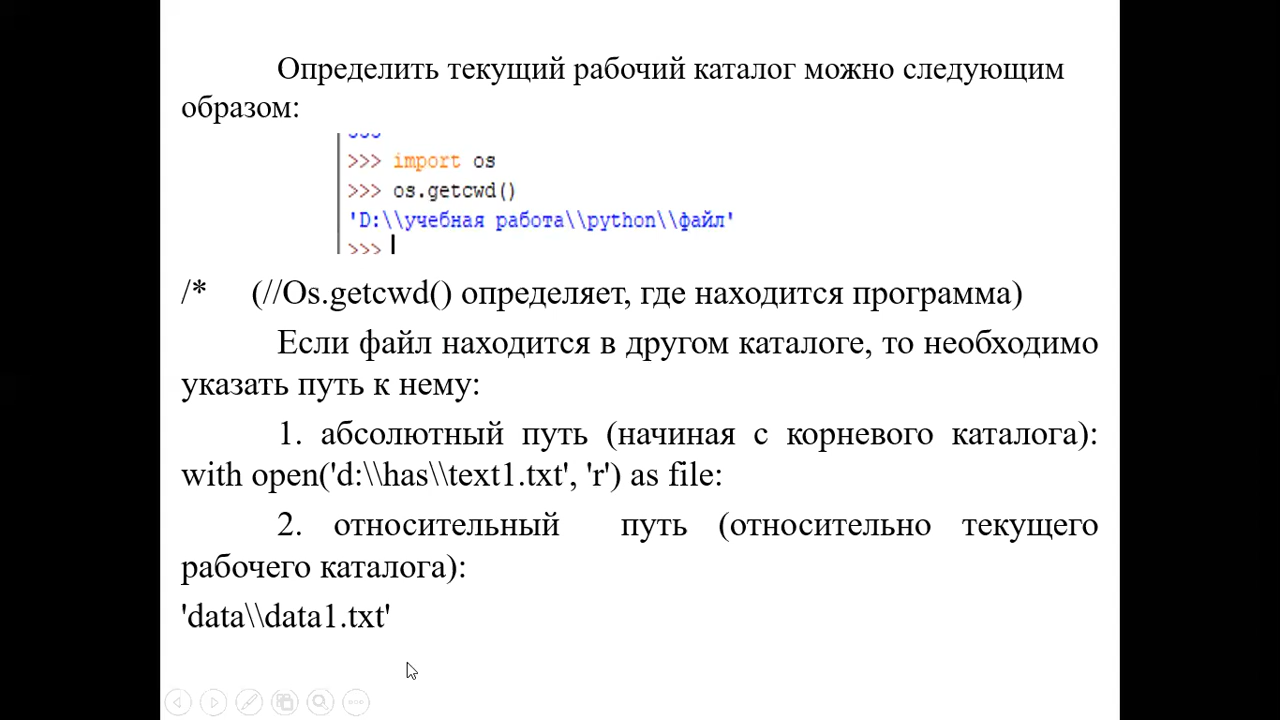 Определить текущий рабочий каталог можно следующим
образом:
>>>
>>> import os
>>> os.getcwd()
'D:\\учебная работа\\python\\файл'
>>>
/* (//Os.getcwd() определяет, где находится программа)
Если файл находится в другом каталоге, то необходимо
указать путь к нему:
1. абсолютный путь (начиная с корневого каталога):
with open('d:\\has\\text1.txt', 'r') as file:
2. относительный путь (относительно текущего
рабочего каталога):
'data\\data1.txt'